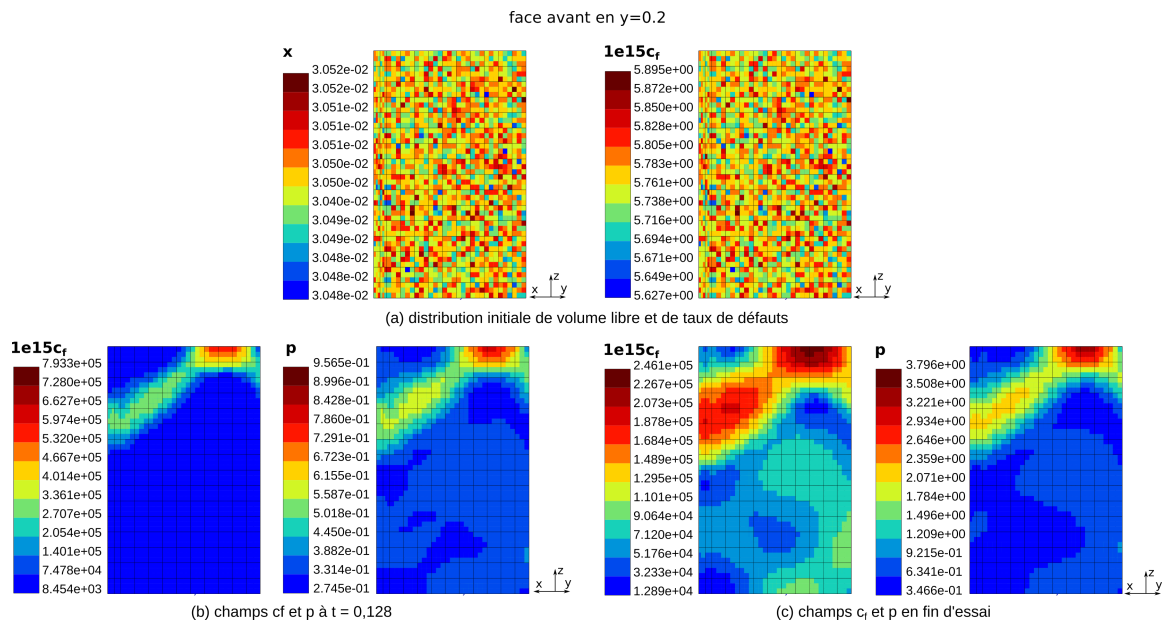 face avant en y=0.2
x
3.052e-02
3.052e-02
3.051e-02
3.051e-02
3.051e-02
3.050e-02
3.050e-02
3.040e-02
3.049e-02
3.049e-02
3.048e-02
3.048e-02
3.048e-02
z
x y
1e15cf
5.895e+00
5.872e+00
5.850e+00
5.828e+00
5.805e+00
5.783e+00
5.761e+00
5.738e+00
5.716e+00
5.694e+00
5.671e+00
5.649e+00
5.627e+00
z
x y
(a) distribution initiale de volume libre et de taux de défauts
1e15cf
7.933e+05
7.280e+05
6.627e+05
5.974e+05
5.320e+05
4.667e+05
4.014e+05
3.361e+05
2.707e+05
2.054e+05
1.401e+05
7.478e+04
8.454e+03
p
9.565e-01
8.996e-01
8.428e-01
7.860e-01
7.291e-01
6.723e-01
6.155e-01
5.587e-01
5.018e-01
4.450e-01
3.882e-01
3.314e-01
2.745e-01
z
x y
(b) champs cf et p à t = 0,128
1e15cf
2.461e+05
2.267e+05
2.073e+05
1.878e+05
1.684e+05
1.489e+05
1.295e+05
1.101e+05
9.064e+04
7.120e+04
5.176e+04
3.233e+04
1.289e+04
p
3.796e+00
3.508e+00
3.221e+00
2.934e+00
2.646e+00
2.359e+00
2.071e+00
1.784e+00
1.496e+00
1.209e+00
9.215e-01
6.341e-01
3.466e-01
z
x y
(c) champs cf et p en fin d'essai